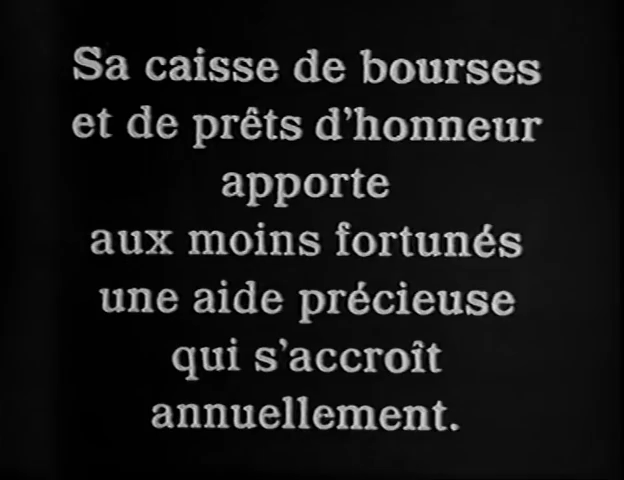 Sa caisse de bourses
et de prêts d'honneur
apporte
aux moins fortunés
une aide précieuse
qui s'accroît
annuellement.